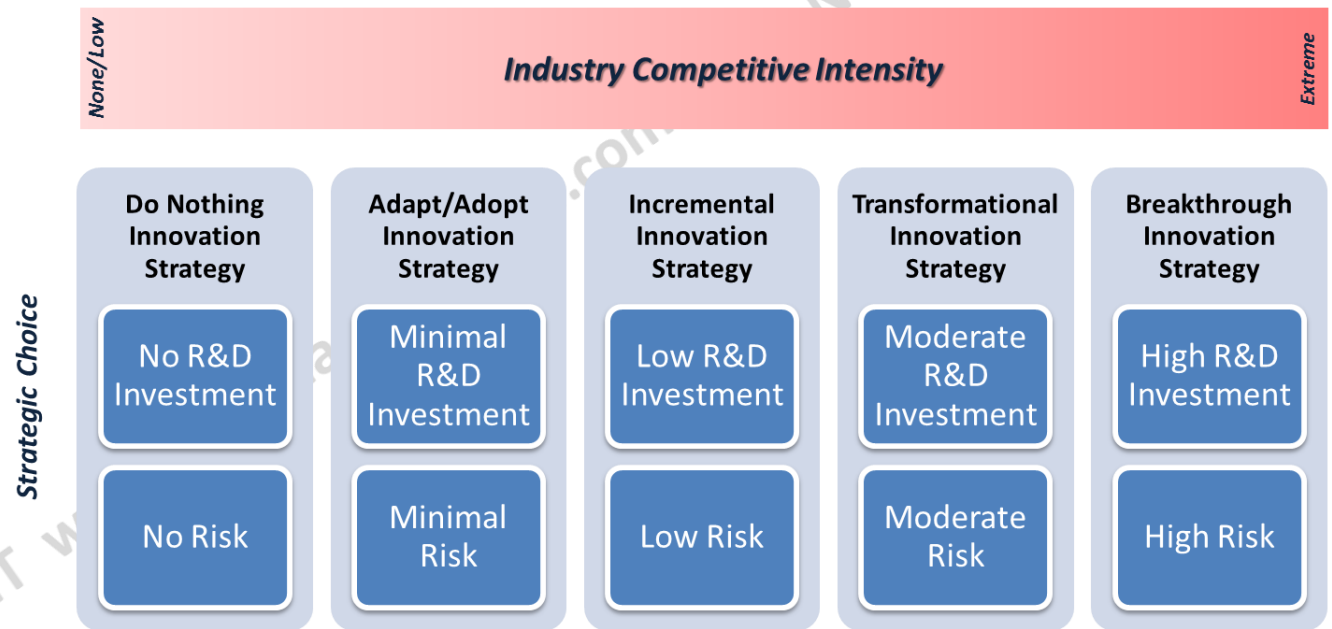 None/Low
Industry Competitive Intensity
Extreme
Strategic Choice
Do Nothing
Innovation
Strategy
No R&D
Investment
No Risk
Adapt/Adopt
Innovation
Strategy
Minimal
R&D
Investment
Minimal
Risk
Incremental
Innovation
Strategy
Low R&D
Investment
Low Risk
Transformational
Innovation
Strategy
Moderate
R&D
Investment
Moderate
Risk
Breakthrough
Innovation
Strategy
High R&D
Investment
High Risk